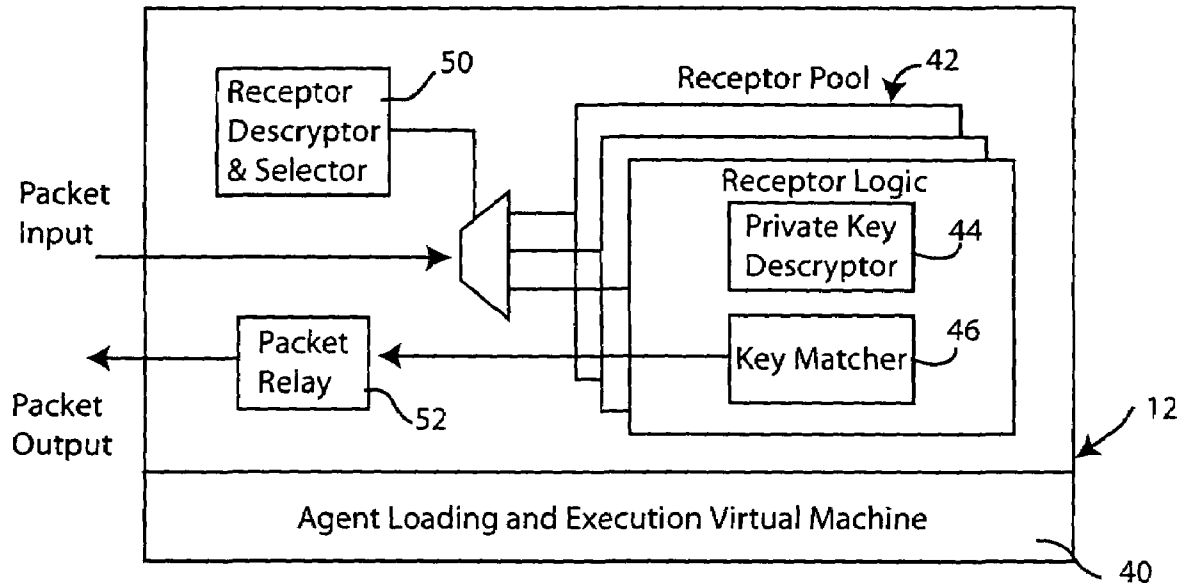 50
Receptor
Descryptor
& Selector
Receptor Pool
42
Receptor Logic
Private Key
Descryptor
44
Packet
Input
Packet
Relay
52
Key Matcher
46
Packet
Output
12
Agent Loading and Execution Virtual Machine
40